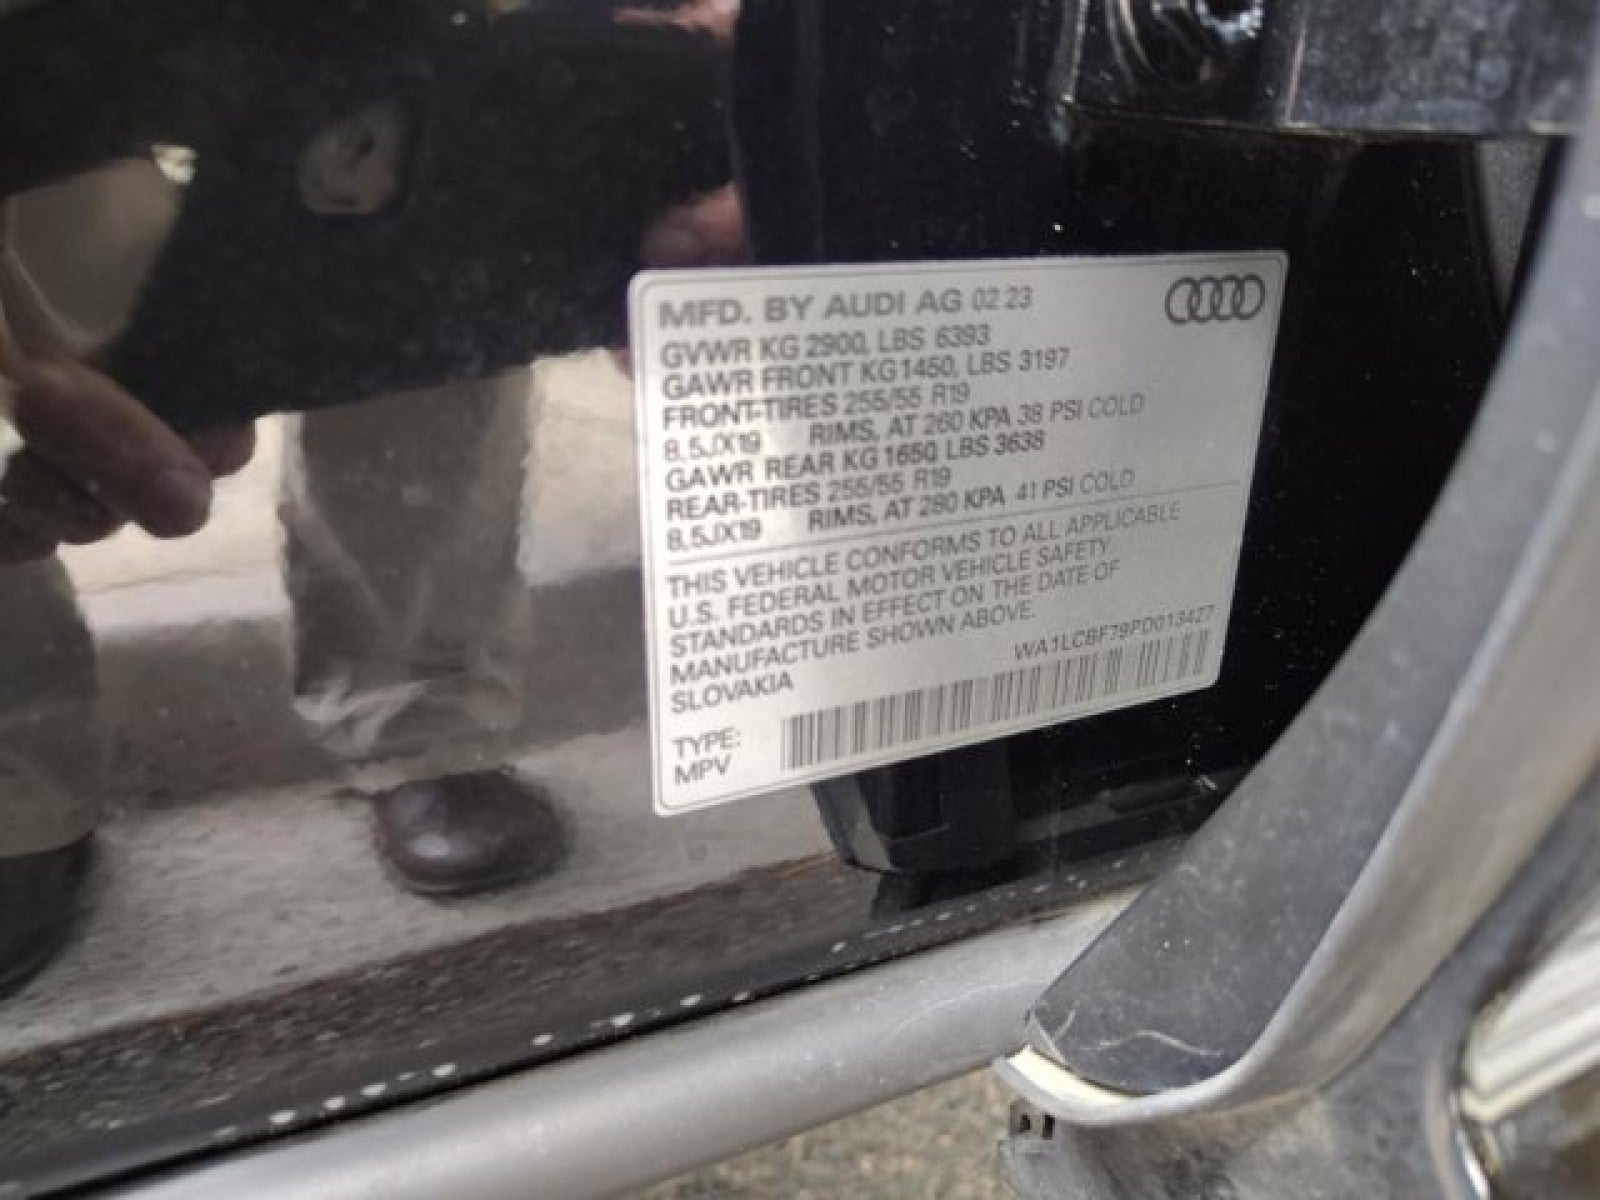 MFD. BY AUDI AG 02 23
GVWR KG 2900, LBS 6393
GAWR FRONT KG 1450, LBS 3197
FRONT-TIRES 255/55 R19
8,5JX19 RIMS, AT 260 KPA 38 PSI COLD
GAWR REAR KG 1650, LBS 3638
REAR-TIRES 255/55 R19
8,5JX19 RIMS, AT 280 KPA 41 PSI COLD
THIS VEHICLE CONFORMS TO ALL APPLICABLE
U.S. FEDERAL MOTOR VEHICLE SAFETY
STANDARDS IN EFFECT ON THE DATE OF
MANUFACTURE SHOWN ABOVE.
SLOVAKIA
WA1LCBF79PD013427
TYPE:
MPV